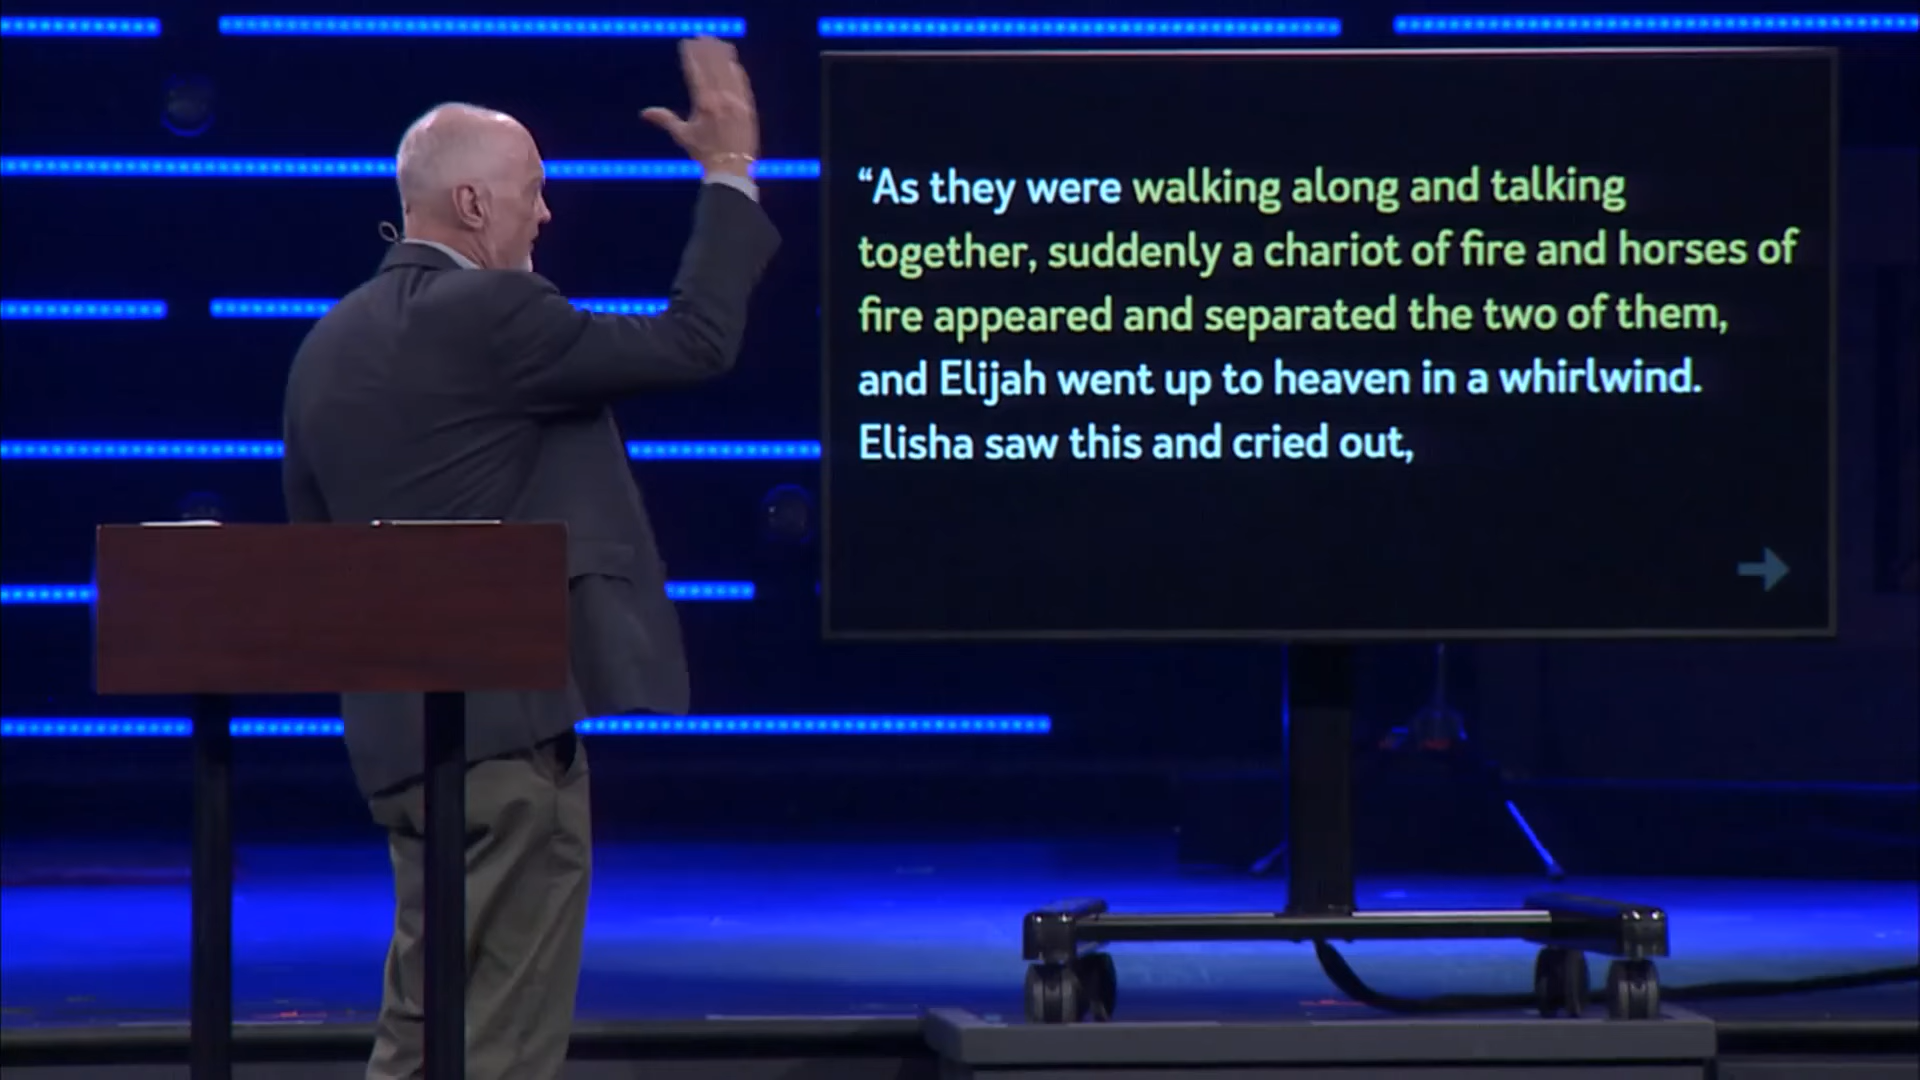 “As they were walking along and talking
together, suddenly a chariot of fire and horses of
fire appeared and separated the two of them,
and Elijah went up to heaven in a whirlwind.
Elisha saw this and cried out,